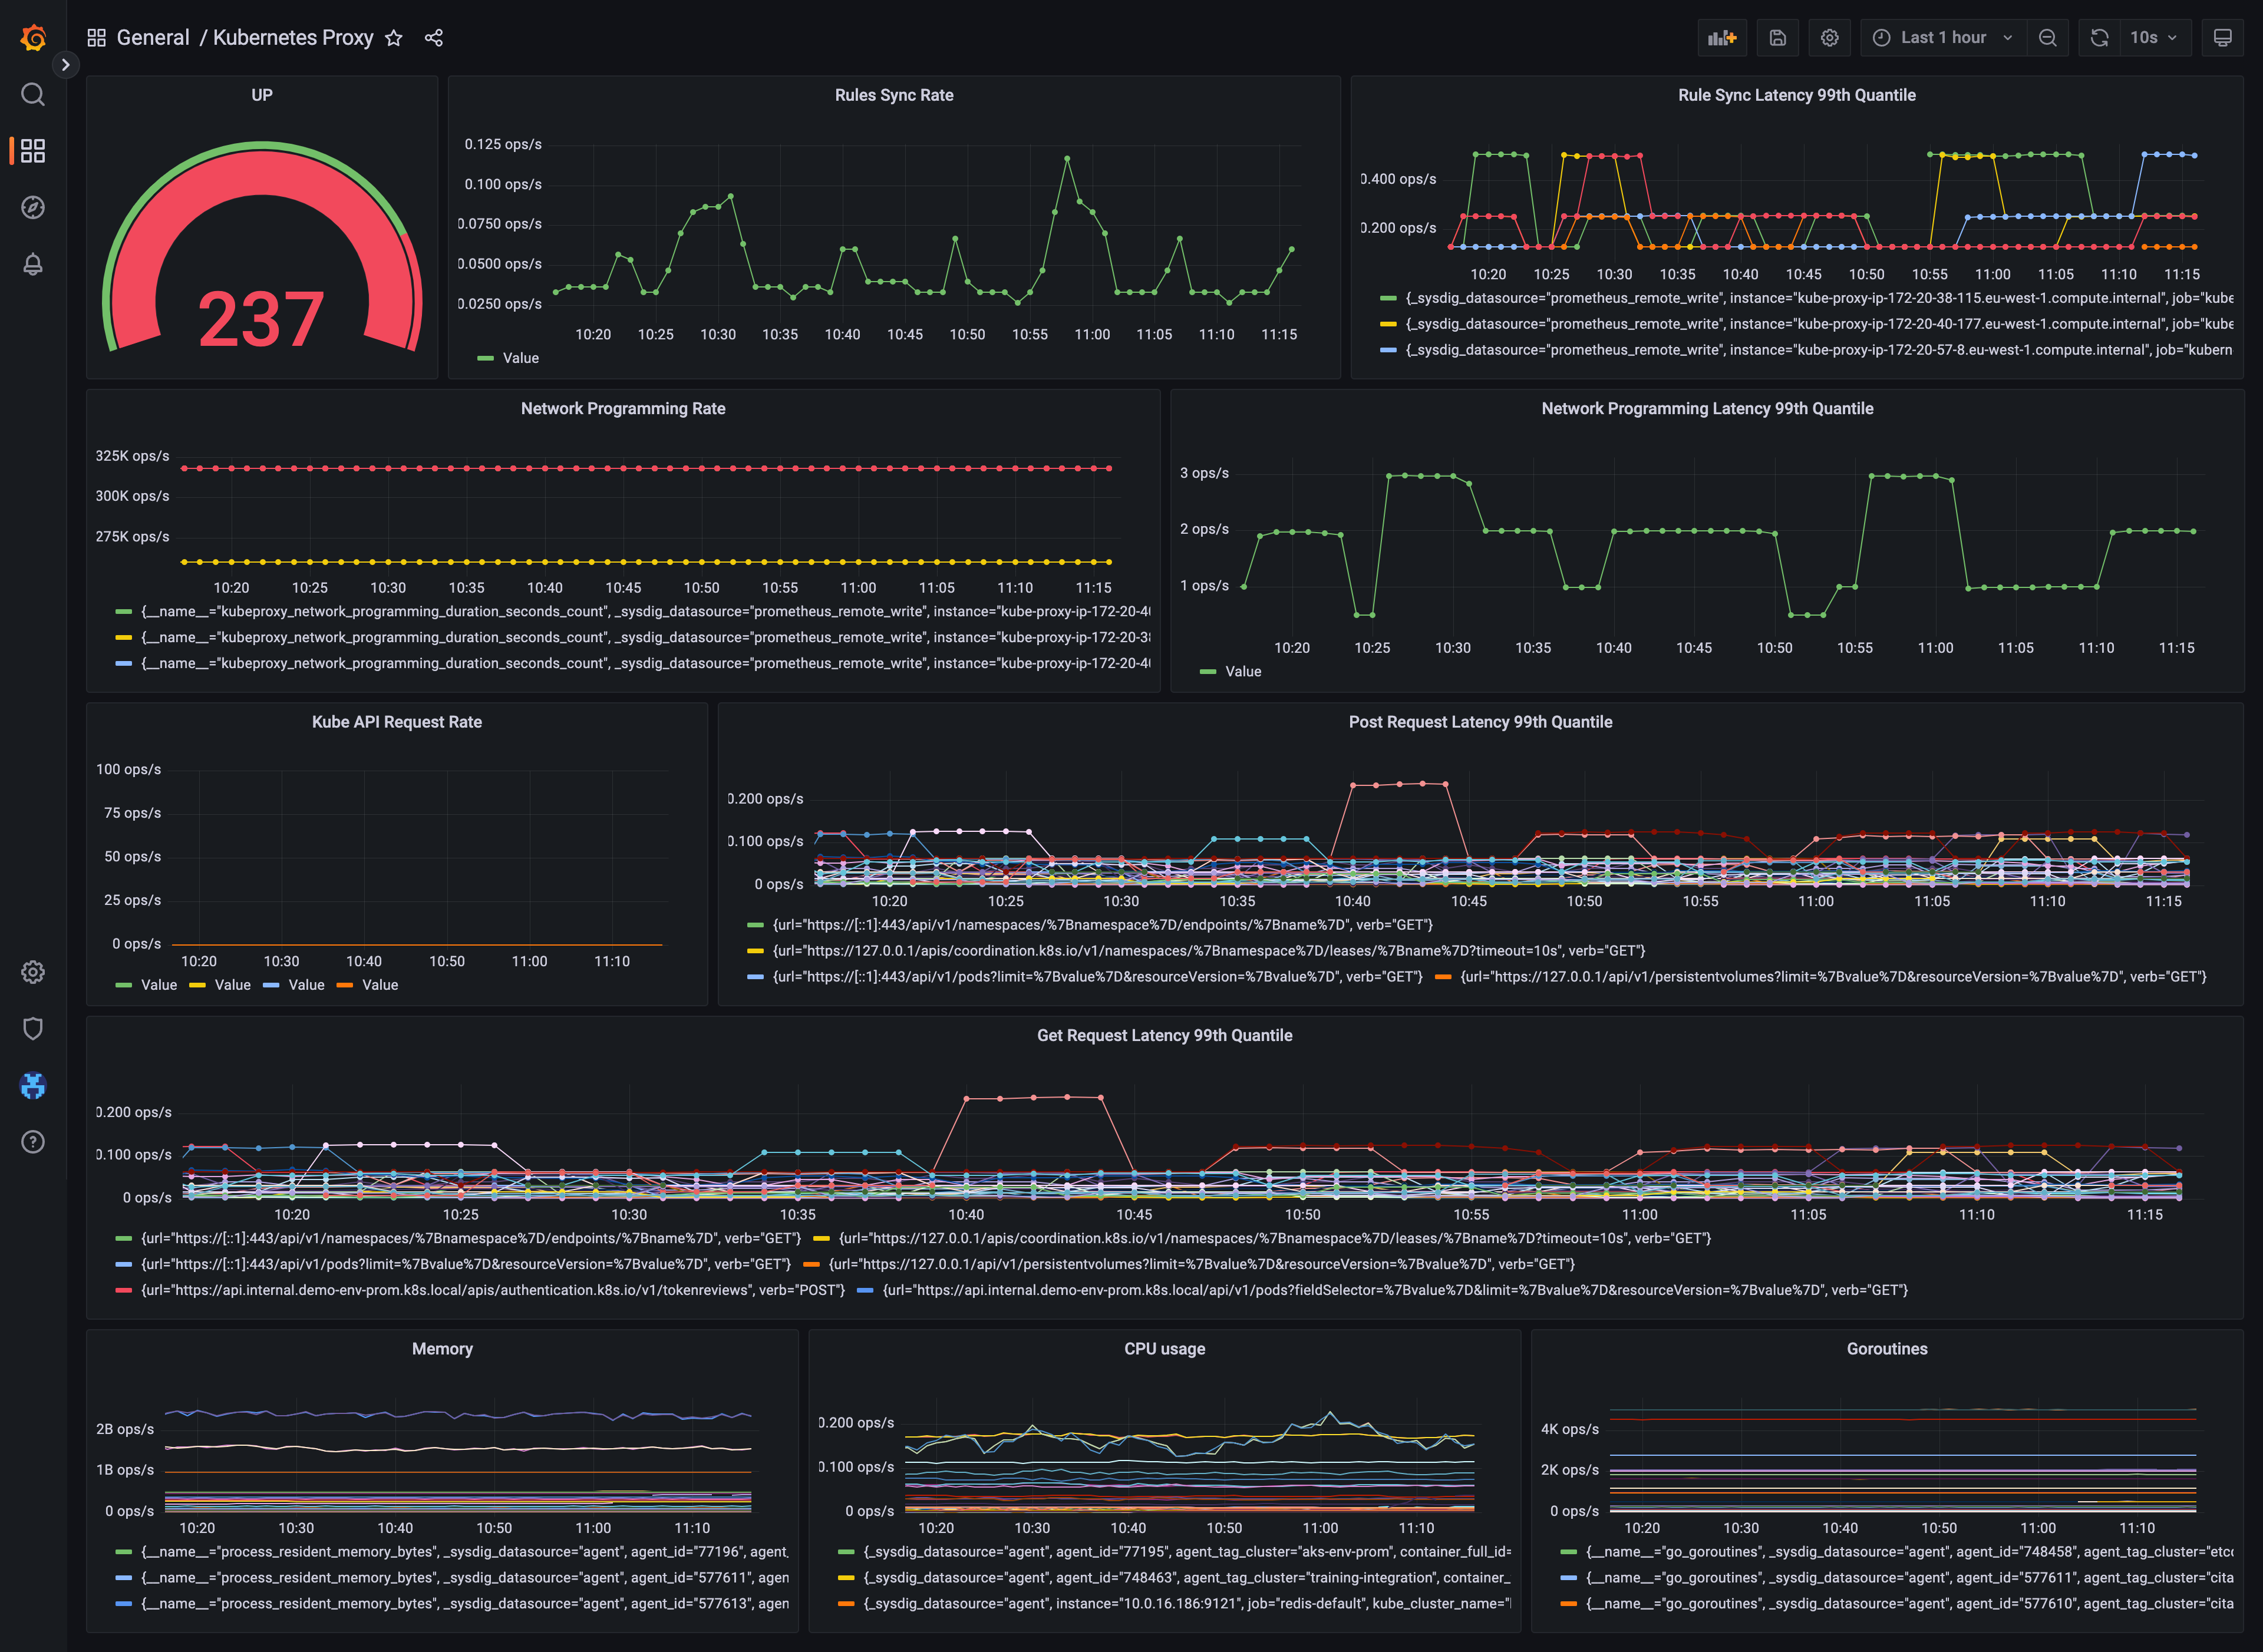 General / Kubernetes Proxy
Last 1 hour
10s
UP
237
Rules Sync Rate
0.125 ops/s
0.100 ops/s
0.0750 ops/s
0.0500 ops/s
0.0250 ops/s
10:20 10:25 10:30 10:35 10:40 10:45 10:50 10:55 11:00 11:05 11:10 11:15
Value
Rule Sync Latency 99th Quantile
0.400 ops/s
0.200 ops/s
10:20 10:25 10:30 10:35 10:40 10:45 10:50 10:55 11:00 11:05 11:10 11:15
{_sysdig_datasource="prometheus_remote_write", instance="kube-proxy-ip-172-20-38-115.eu-west-1.compute.internal", job="kube
{_sysdig_datasource="prometheus_remote_write", instance="kube-proxy-ip-172-20-40-177.eu-west-1.compute.internal", job="kube
{_sysdig_datasource="prometheus_remote_write", instance="kube-proxy-ip-172-20-57-8.eu-west-1.compute.internal", job="kubern
Network Programming Rate
325K ops/s
300K ops/s
275K ops/s
10:20 10:25 10:30 10:35 10:40 10:45 10:50 10:55 11:00 11:05 11:10 11:15
{__name__="kubeproxy_network_programming_duration_seconds_count", _sysdig_datasource="prometheus_remote_write", instance="kube-proxy-ip-172-20-4
{__name__="kubeproxy_network_programming_duration_seconds_count", _sysdig_datasource="prometheus_remote_write", instance="kube-proxy-ip-172-20-38
{__name__="kubeproxy_network_programming_duration_seconds_count", _sysdig_datasource="prometheus_remote_write", instance="kube-proxy-ip-172-20-4
Network Programming Latency 99th Quantile
3 ops/s
2 ops/s
1 ops/s
10:20 10:25 10:30 10:35 10:40 10:45 10:50 10:55 11:00 11:05 11:10 11:15
Value
Kube API Request Rate
100 ops/s
75 ops/s
50 ops/s
25 ops/s
0 ops/s
10:20 10:30 10:40 10:50 11:00 11:10
Value Value Value Value
Post Request Latency 99th Quantile
0.200 ops/s
0.100 ops/s
0 ops/s
10:20 10:25 10:30 10:35 10:40 10:45 10:50 10:55 11:00 11:05 11:10 11:15
{url="https://[::1]:443/api/v1/namespaces/%7Bnamespace%7D/endpoints/%7Bname%7D", verb="GET"}
{url="https://127.0.0.1/apis/coordination.k8s.io/v1/namespaces/%7Bnamespace%7D/leases/%7Bname%7D?timeout=10s", verb="GET"}
{url="https://[::1]:443/api/v1/pods?limit=%7Bvalue%7D&resourceVersion=%7Bvalue%7D", verb="GET"} {url="https://127.0.0.1/api/v1/persistentvolumes?limit=%7Bvalue%7D&resourceVersion=%7Bvalue%7D", verb="GET"}
Get Request Latency 99th Quantile
0.200 ops/s
0.100 ops/s
0 ops/s
10:20 10:25 10:30 10:35 10:40 10:45 10:50 10:55 11:00 11:05 11:10 11:15
{url="https://[::1]:443/api/v1/namespaces/%7Bnamespace%7D/endpoints/%7Bname%7D", verb="GET"} {url="https://127.0.0.1/apis/coordination.k8s.io/v1/namespaces/%7Bnamespace%7D/leases/%7Bname%7D?timeout=10s", verb="GET"}
{url="https://[::1]:443/api/v1/pods?limit=%7Bvalue%7D&resourceVersion=%7Bvalue%7D", verb="GET"} {url="https://127.0.0.1/api/v1/persistentvolumes?limit=%7Bvalue%7D&resourceVersion=%7Bvalue%7D", verb="GET"}
{url="https://api.internal.demo-env-prom.k8s.local/apis/authentication.k8s.io/v1/tokenreviews", verb="POST"} {url="https://api.internal.demo-env-prom.k8s.local/api/v1/pods?fieldSelector=%7Bvalue%7D&limit=%7Bvalue%7D&resourceVersion=%7Bvalue%7D", verb="GET"}
Memory
2B ops/s
1B ops/s
0 ops/s
10:20 10:30 10:40 10:50 11:00 11:10
{__name__="process_resident_memory_bytes", _sysdig_datasource="agent", agent_id="77196", agent_
{__name__="process_resident_memory_bytes", _sysdig_datasource="agent", agent_id="577611", agen
{__name__="process_resident_memory_bytes", _sysdig_datasource="agent", agent_id="577613", agen
CPU usage
0.200 ops/s
0.100 ops/s
0 ops/s
10:20 10:30 10:40 10:50 11:00 11:10
{_sysdig_datasource="agent", agent_id="77195", agent_tag_cluster="aks-env-prom", container_full_id=
{_sysdig_datasource="agent", agent_id="748463", agent_tag_cluster="training-integration", container_
{_sysdig_datasource="agent", instance="10.0.16.186:9121", job="redis-default", kube_cluster_name="
Goroutines
4K ops/s
2K ops/s
0 ops/s
10:20 10:30 10:40 10:50 11:00 11:10
{__name__="go_goroutines", _sysdig_datasource="agent", agent_id="748458", agent_tag_cluster="etc
{__name__="go_goroutines", _sysdig_datasource="agent", agent_id="577611", agent_tag_cluster="cita
{__name__="go_goroutines", _sysdig_datasource="agent", agent_id="577610", agent_tag_cluster="cita